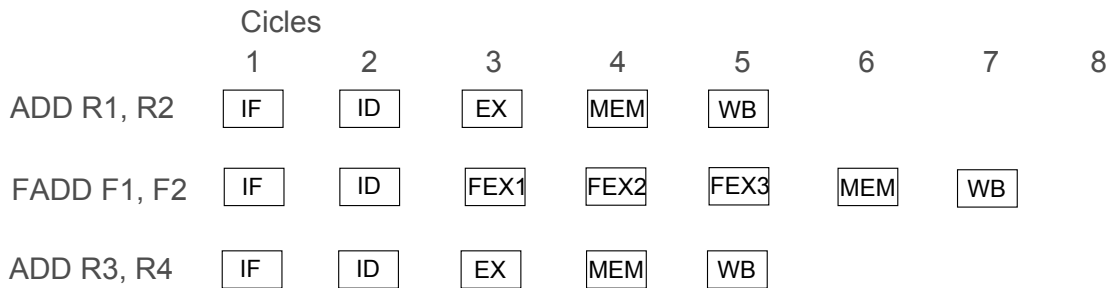 Cicles
1 2 3 4 5 6 7 8
ADD R1, R2 IF ID EX MEM WB
FADD F1, F2 IF ID FEX1 FEX2 FEX3 MEM WB
ADD R3, R4 IF ID EX MEM WB